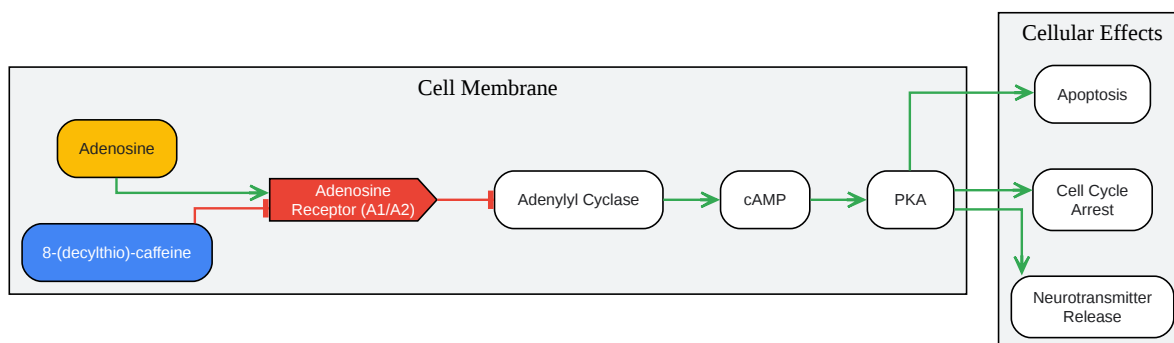 Cellular Effects
Cell Membrane
Apoptosis
Adenosine
Adenosine
Receptor (A1/A2)
Adenylyl Cyclase
cAMP
PKA
Cell Cycle
Arrest
8-(decylthio)-caffeine
Neurotransmitter
Release